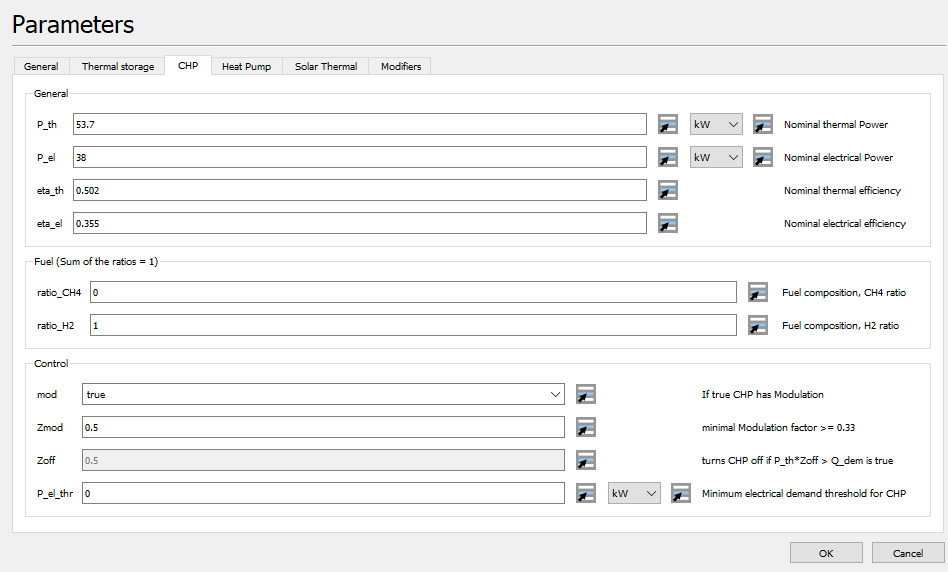 Parameters
General Thermal storage CHP Heat Pump Solar Thermal Modifiers
General
P_th 53.7 kW Nominal thermal Power
P_el 38 kW Nominal electrical Power
eta_th 0.502 Nominal thermal efficiency
eta_el 0.355 Nominal electrical efficiency
Fuel (Sum of the ratios = 1)
ratio_CH4 0 Fuel composition, CH4 ratio
ratio_H2 1 Fuel composition, H2 ratio
Control
mod true If true CHP has Modulation
Zmod 0.5 minimal Modulation factor >= 0.33
Zoff 0.5 turns CHP off if P_th*Zoff > Q_dem is true
P_el_thr 0 kW Minimum electrical demand threshold for CHP
OK Cancel